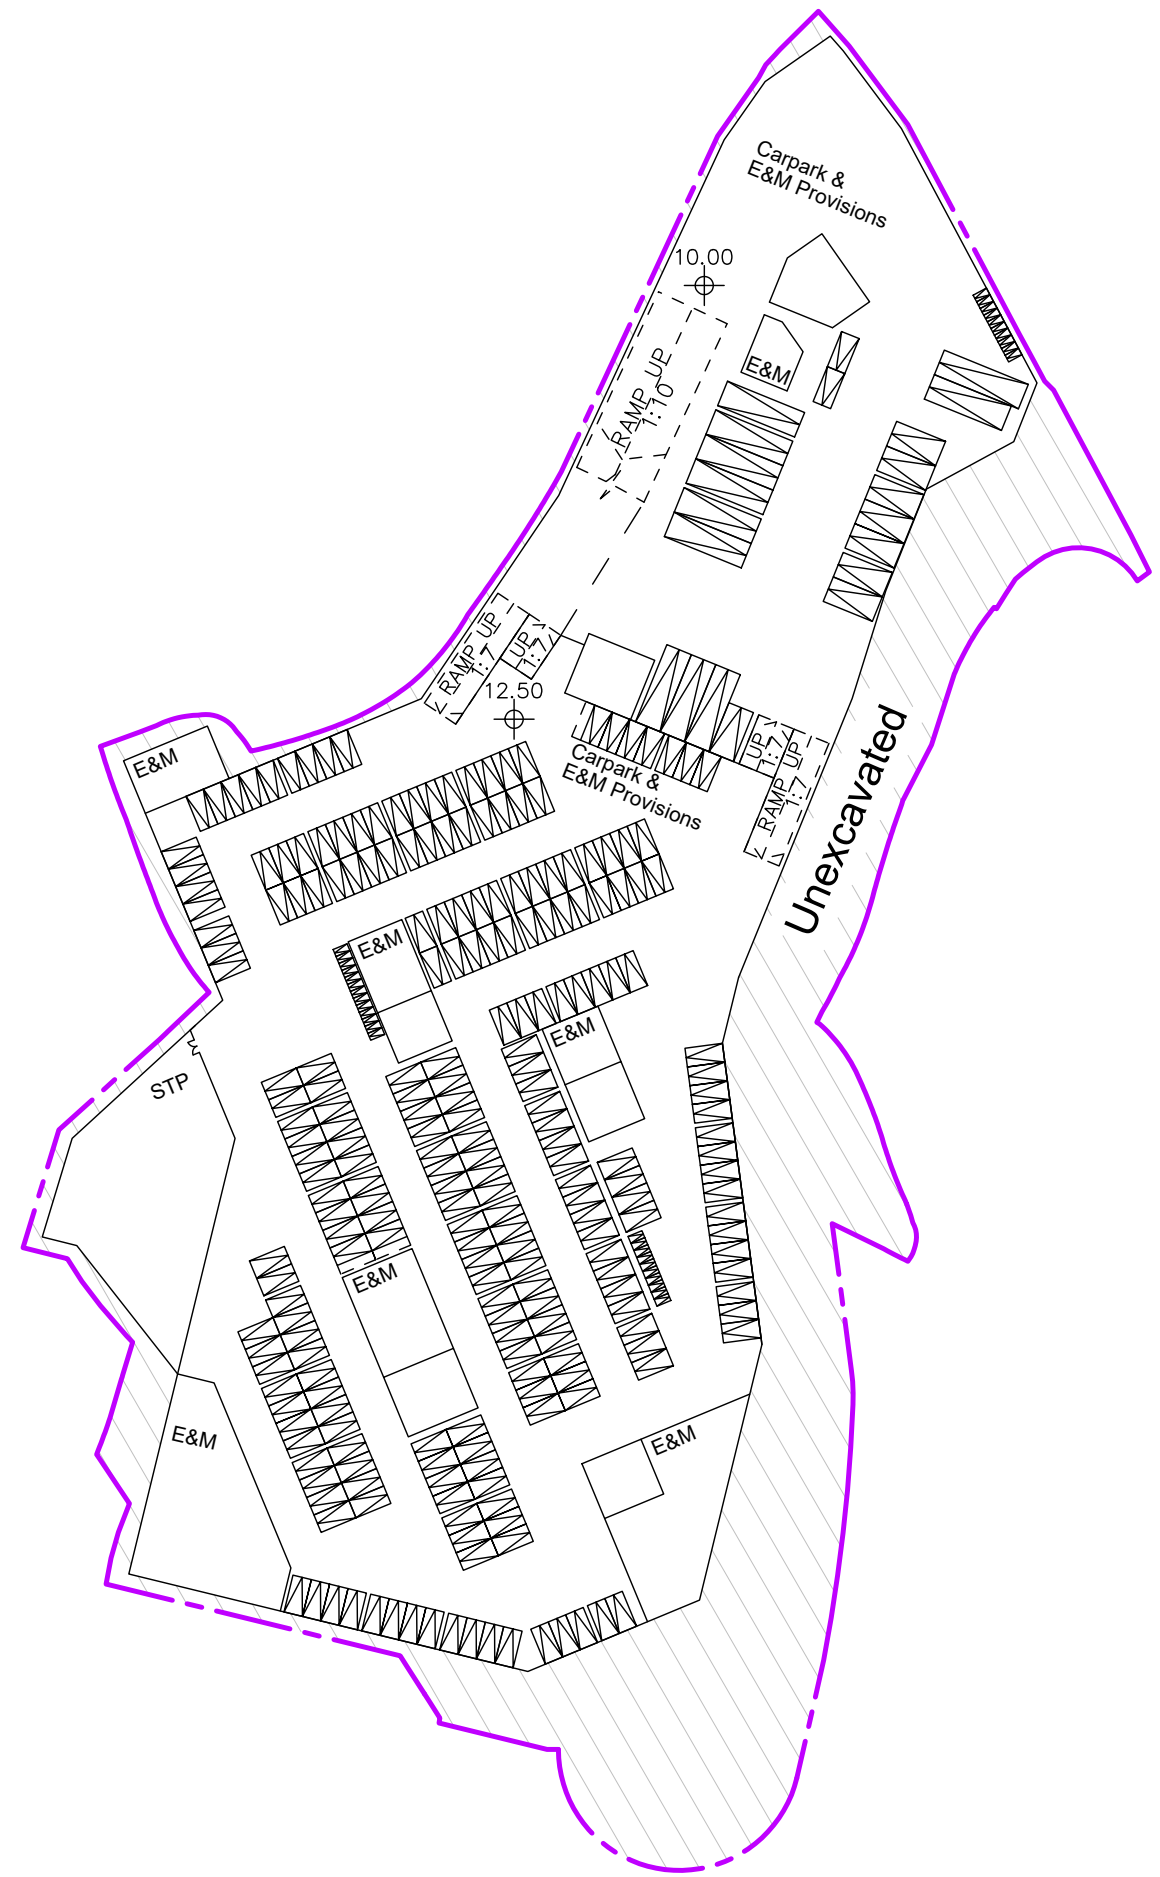 Carpark &
E&M Provisions
10.00
E&M
RAMP UP
1:10
RAMP UP
1:7
UP
1:7
12.50
Carpark &
E&M Provisions
UP
1:7
RAMP UP
1:7
E&M
Unexcavated
E&M
E&M
STP
E&M
E&M
E&M